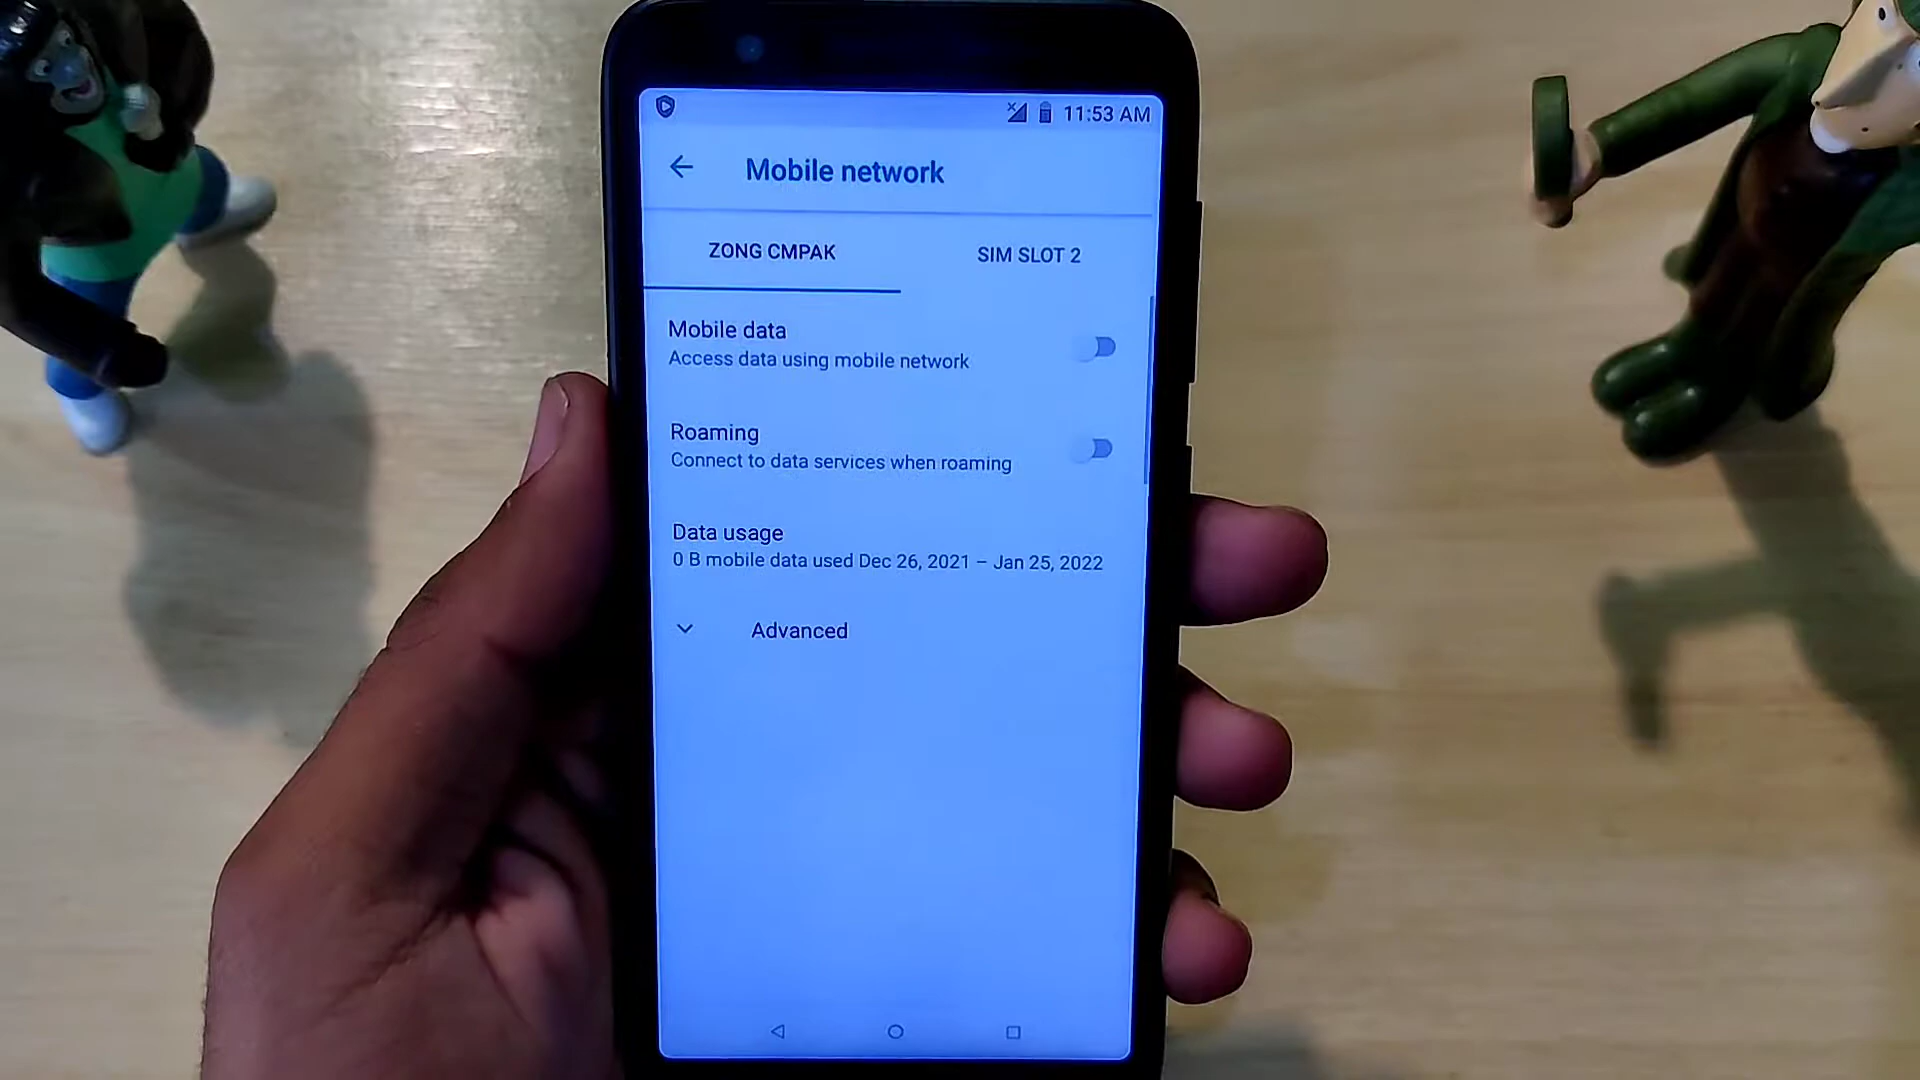 11:53 AM
Mobile network
ZONG CMPAK
SIM SLOT 2
Mobile data
Access data using mobile network
Roaming
Connect to data services when roaming
Data usage
0 B mobile data used Dec 26, 2021 – Jan 25, 2022
Advanced